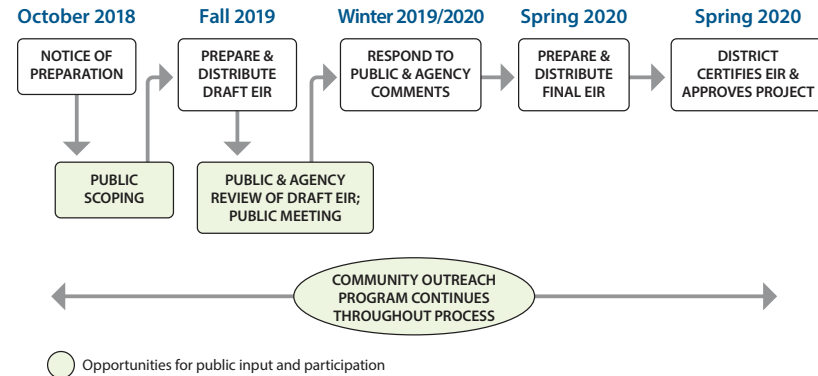 October 2018
Fall 2019
Winter 2019/2020
Spring 2020
Spring 2020
NOTICE OF
PREPARATION
PREPARE &
DISTRIBUTE
DRAFT EIR
RESPOND TO
PUBLIC & AGENCY
COMMENTS
PREPARE &
DISTRIBUTE
FINAL EIR
DISTRICT
CERTIFIES EIR &
APPROVES PROJECT
PUBLIC
SCOPING
PUBLIC & AGENCY
REVIEW OF DRAFT EIR;
PUBLIC MEETING
COMMUNITY OUTREACH
PROGRAM CONTINUES
THROUGHOUT PROCESS
Opportunities for public input and participation